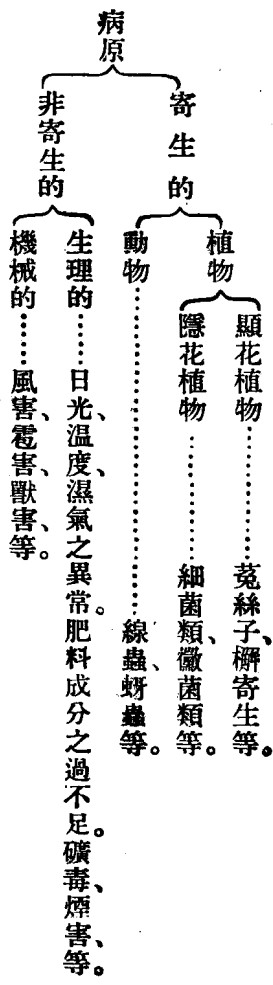 病原
寄生的
植物
顯花植物………………菟絲子、檞寄生等。
隱花植物………………細菌類、黴菌類等。
動物………………線蟲、蚜蟲等。
非寄生的
生理的………日光、溫度、濕氣之異常。肥料成分之過不足。礦毒、煙害、等。
機械的………風害、雹害、獸害、等。